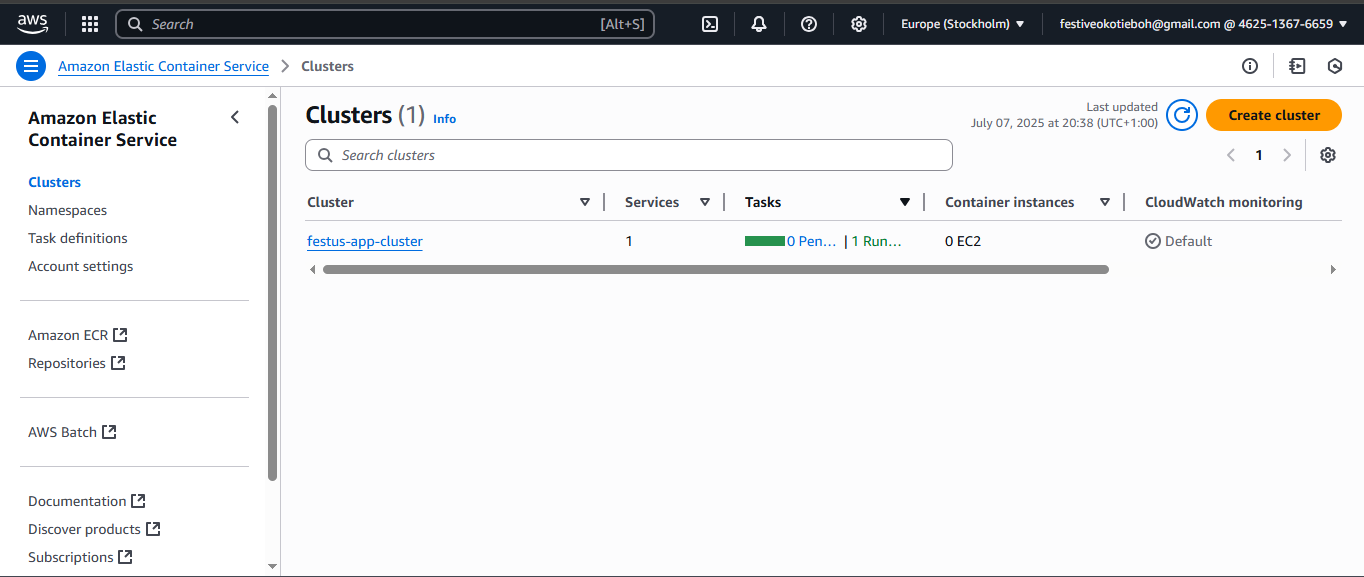 aws
Search [Alt+S]
Europe (Stockholm)
festiveokotieboh@gmail.com @ 4625-1367-6659
Amazon Elastic Container Service
Clusters
Amazon Elastic
Container Service
Clusters
Namespaces
Task definitions
Account settings
Amazon ECR
Repositories
AWS Batch
Documentation
Discover products
Subscriptions
Clusters (1) Info
Last updated
July 07, 2025 at 20:38 (UTC+1:00)
Create cluster
Search clusters
1
Cluster Services Tasks Container instances CloudWatch monitoring
festus-app-cluster 1 0 Pen… | 1 Run… 0 EC2 Default